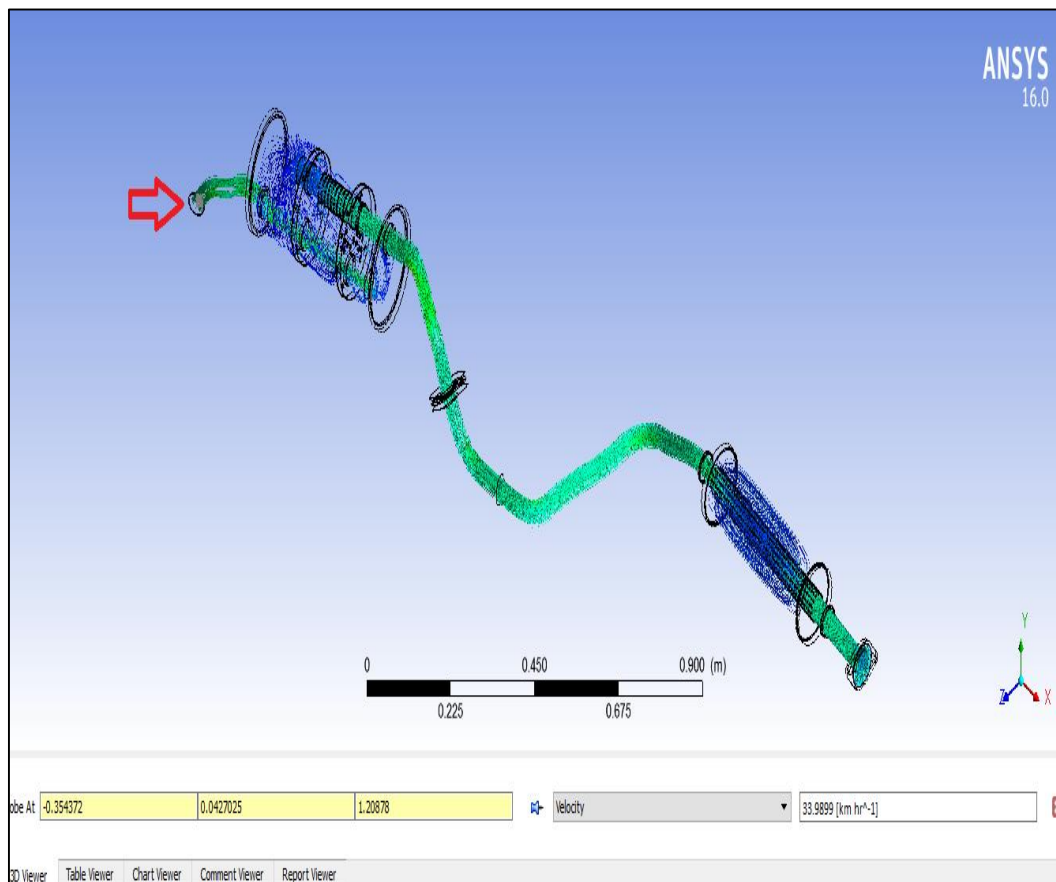 ANSYS
16.0
0 0.450 0.900 (m)
0.225 0.675
Y
Z X
obe At -0.354372 0.0427025 1.20878 Velocity 33.9899 [km hr^-1]
3D Viewer Table Viewer Chart Viewer Comment Viewer Report Viewer